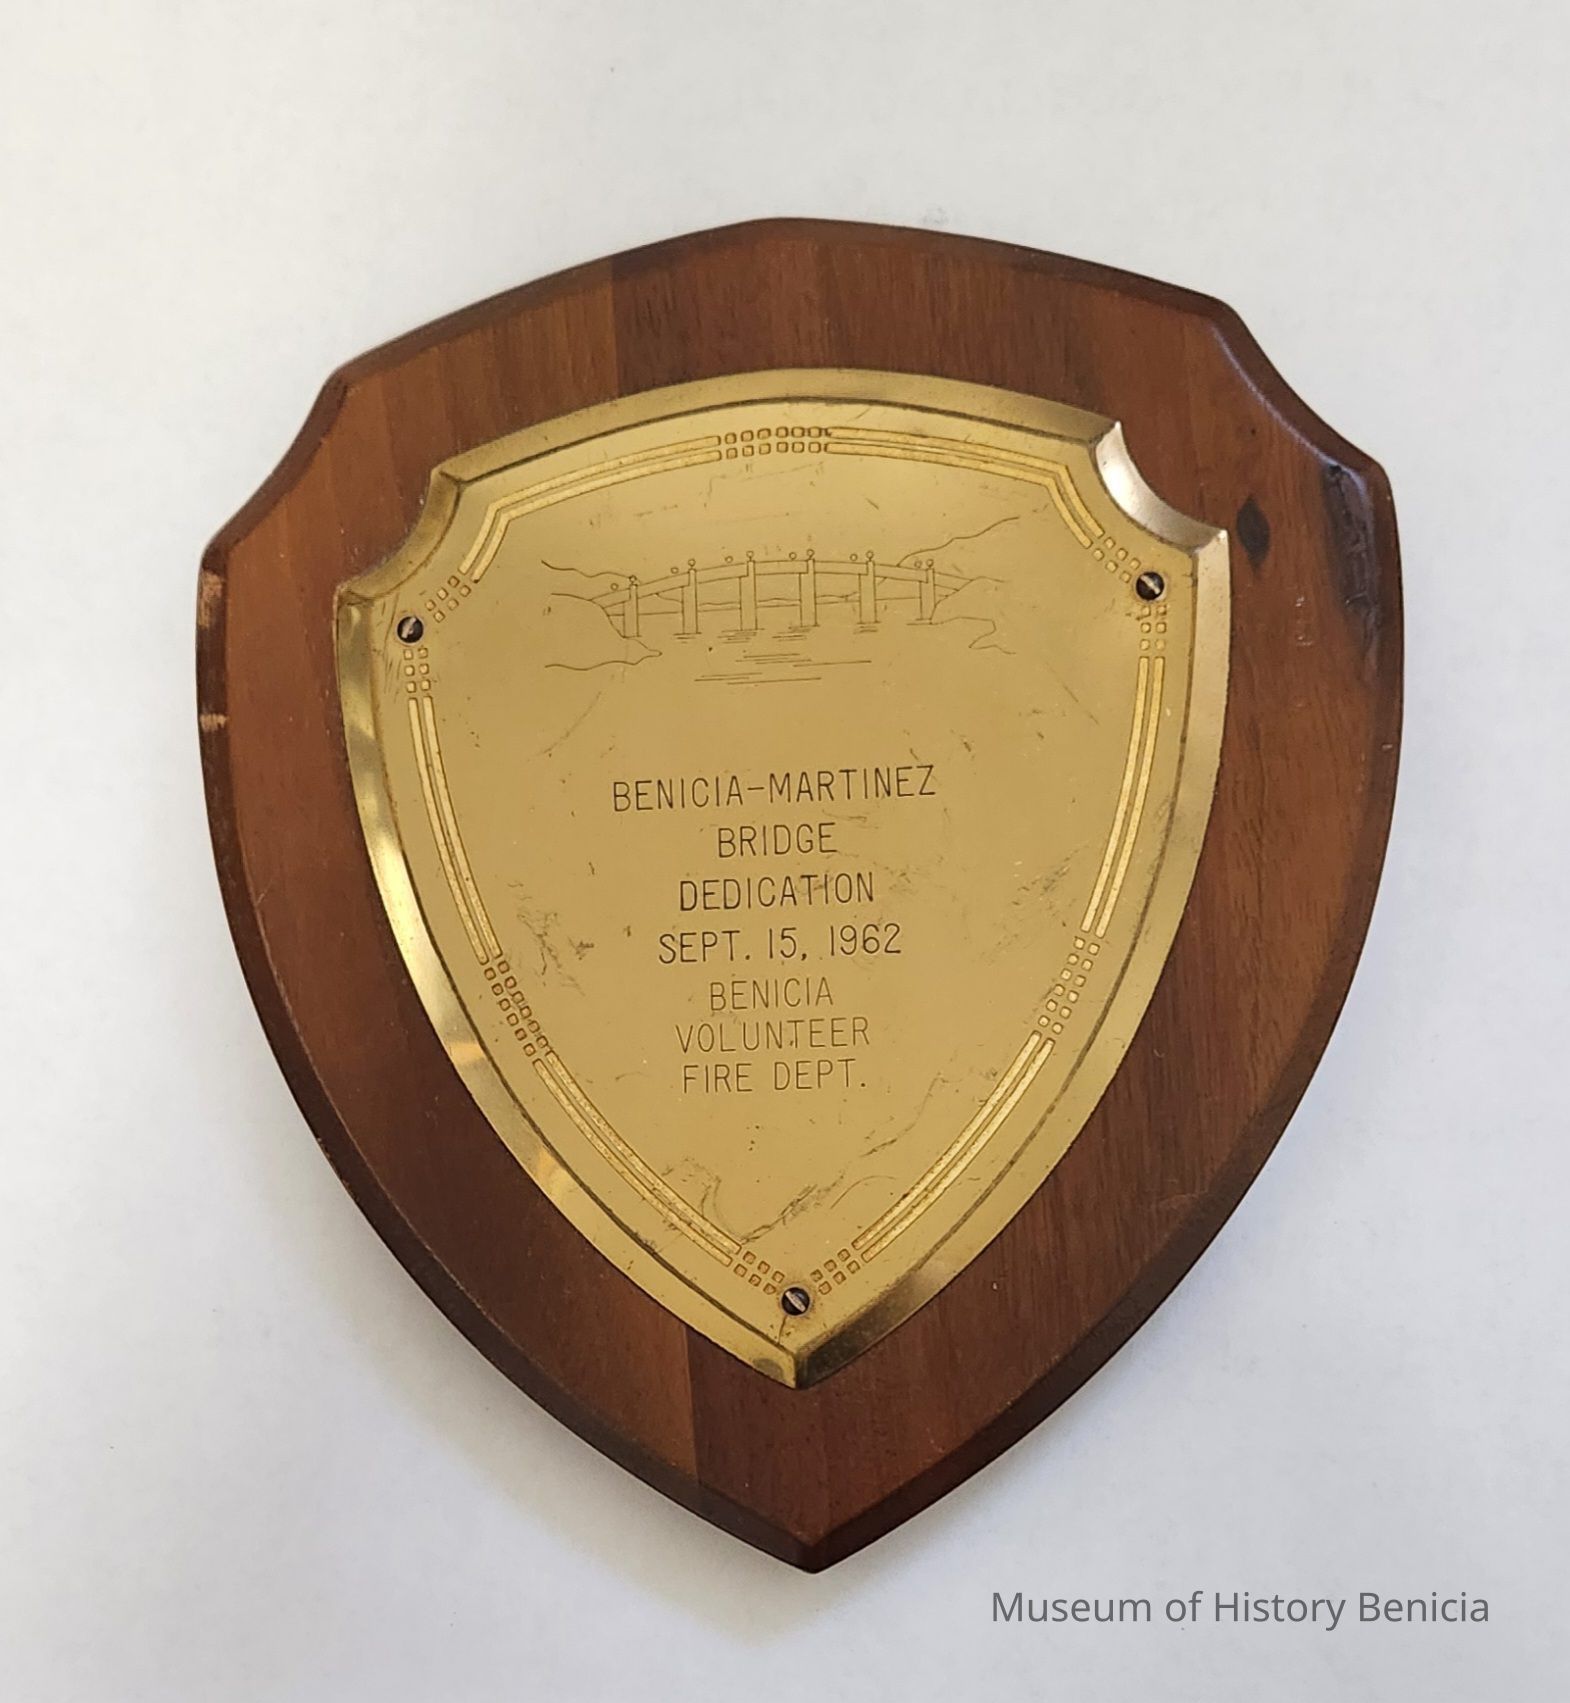 BENICIA-MARTINEZ
BRIDGE
DEDICATION
SEPT. 15, 1962
BENICIA
VOLUNTEER
FIRE DEPT.
Museum of History Benicia